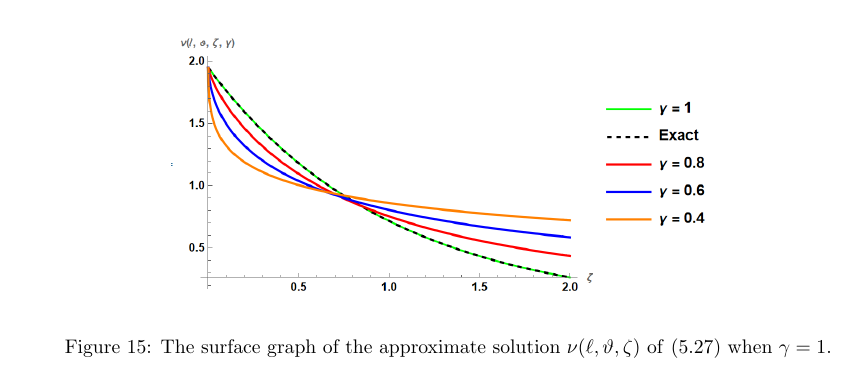 ν(ℓ, ϑ, ζ, γ)
2.0
1.5
1.0
0.5
0.5 1.0 1.5 2.0
ζ
γ = 1
Exact
γ = 0.8
γ = 0.6
γ = 0.4
Figure 15: The surface graph of the approximate solution ν(ℓ, ϑ, ζ) of (5.27) when γ = 1.